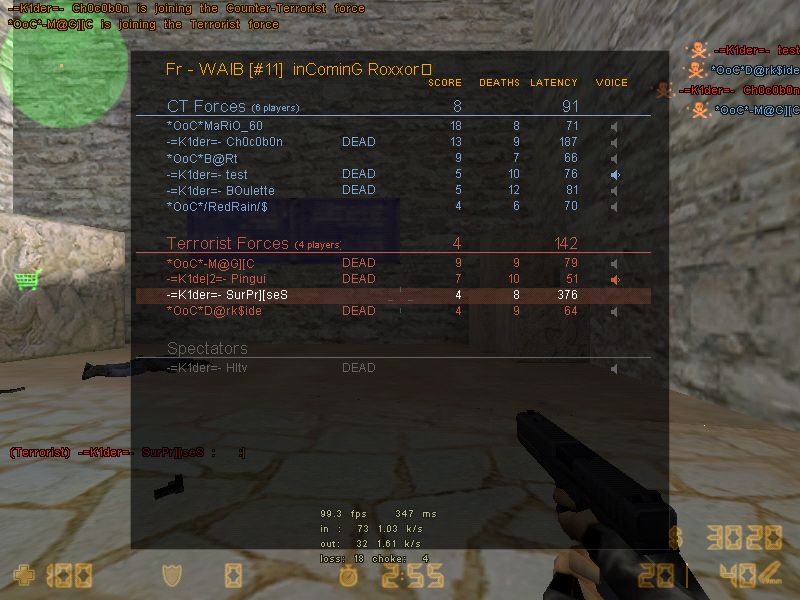 -=K1der=- Ch0c0b0n is joining the Counter-Terrorist force
*OoC*-M@G][C is joining the Terrorist force
-=K1der=- test
*OoC*D@rk$ide
-=K1der=- Ch0c0b0n
*OoC*-M@G][C
Fr - WAIB [#11] inCominG Roxxor
SCORE DEATHS LATENCY VOICE
CT Forces (6 players) 8 91
*OoC*MaRiO_60 18 8 71
-=K1der=- Ch0c0b0n DEAD 13 9 187
*OoC*B@Rt 9 7 66
-=K1der=- test DEAD 5 10 76
-=K1der=- BOulette DEAD 5 12 81
*OoC*/RedRain/$ 4 6 70
Terrorist Forces (4 players) 4 142
*OoC*-M@G][C DEAD 9 9 79
-=K1de|2=- Pingui DEAD 7 10 51
-=K1der=- SurPr][seS 4 8 376
*OoC*D@rk$ide DEAD 4 9 64
Spectators
-=K1der=- Hltv DEAD
(Terrorist) -=K1der=- SurPr][seS : :|
99.3 fps 347 ms
in : 73 1.03 k/s
out: 32 1.61 k/s
loss: 18 choke: 4
$ 3020
100 0 2:55 20 | 40 9mm